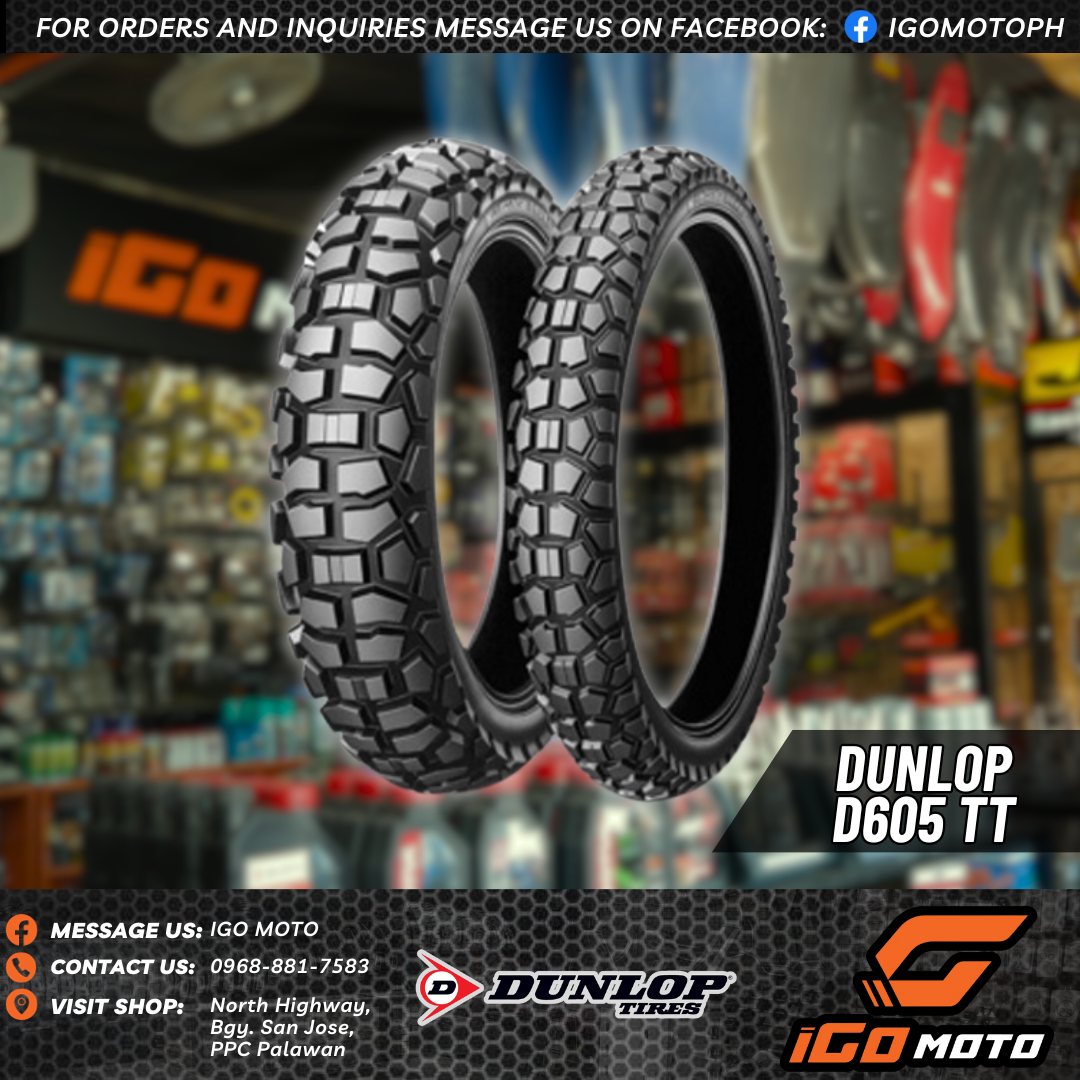 FOR ORDERS AND INQUIRIES MESSAGE US ON FACEBOOK: IGOMOTOPH
iGO M
DUNLOP
D605 TT
MESSAGE US: IGO MOTO
CONTACT US: 0968-881-7583
VISIT SHOP: North Highway,
Bgy. San Jose,
PPC Palawan
D DUNLOP
TIRES
iGO MOTO